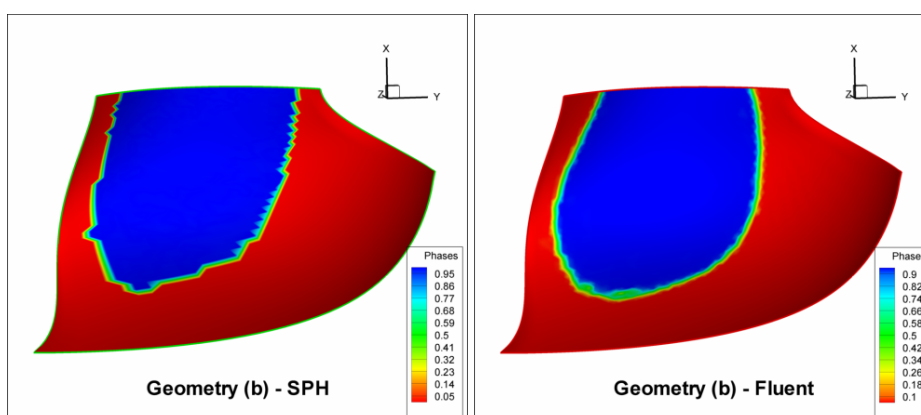 X
Z Y
Phases
0.95
0.86
0.77
0.68
0.59
0.5
0.41
0.32
0.23
0.14
0.05
Geometry (b) - SPH
X
Z Y
Phases
0.9
0.82
0.74
0.66
0.58
0.5
0.42
0.34
0.26
0.18
0.1
Geometry (b) - Fluent